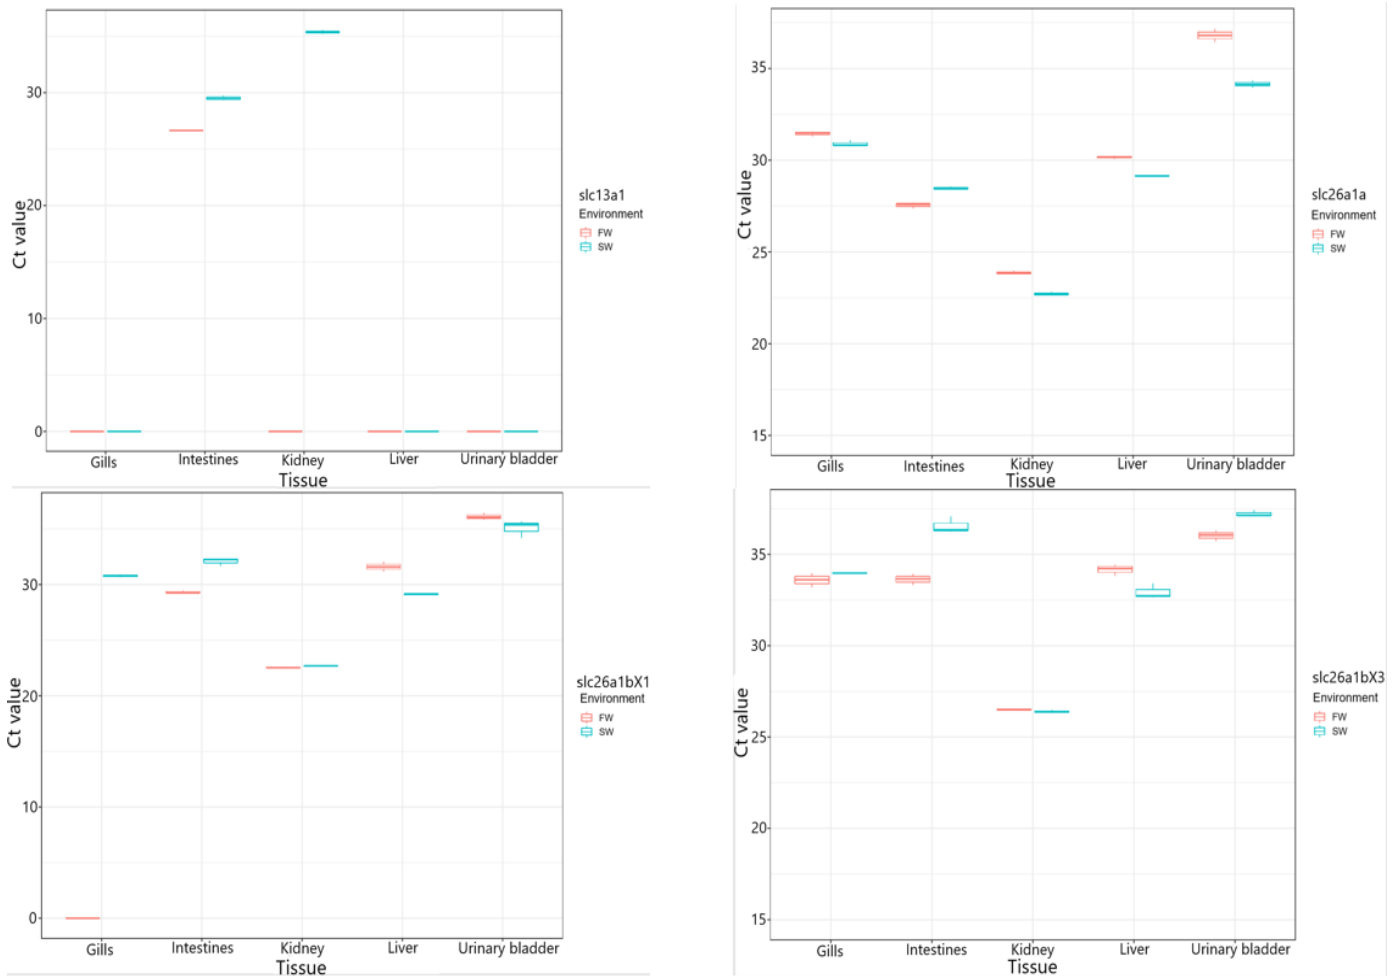 Ct value
30
20
10
0
Gills Intestines Kidney Liver Urinary bladder
Tissue
slc13a1
Environment
FW
SW
Ct value
35
30
25
20
15
Gills Intestines Kidney Liver Urinary bladder
Tissue
slc26a1a
Environment
FW
SW
Ct value
30
20
10
0
Gills Intestines Kidney Liver Urinary bladder
Tissue
slc26a1bX1
Environment
FW
SW
Ct value
35
30
25
20
15
Gills Intestines Kidney Liver Urinary bladder
Tissue
slc26a1bX3
Environment
FW
SW